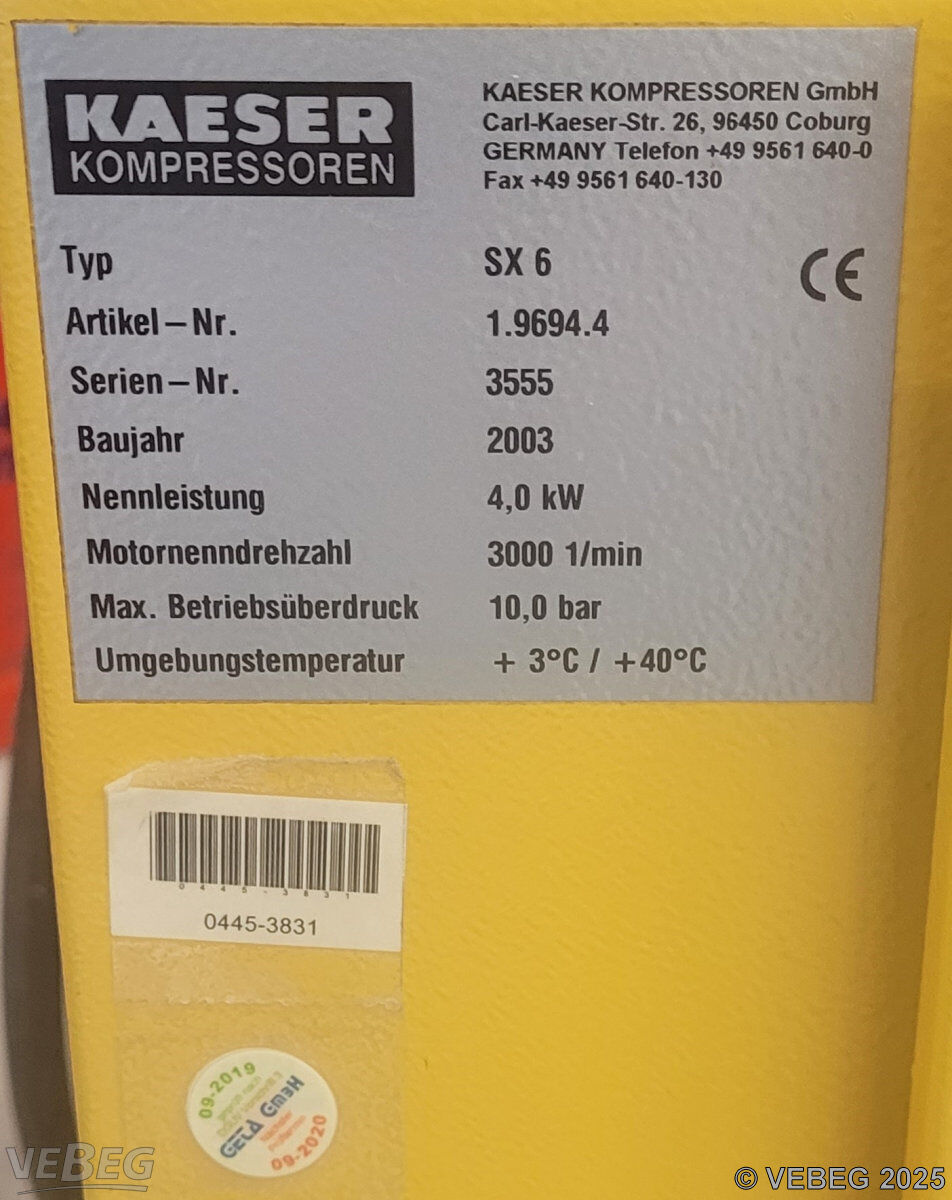 KAESER
KOMPRESSOREN
KAESER KOMPRESSOREN GmbH
Carl-Kaeser-Str. 26, 96450 Coburg
GERMANY Telefon +49 9561 640-0
Fax +49 9561 640-130
CE
Typ SX 6
Artikel – Nr. 1.9694.4
Serien – Nr. 3555
Baujahr 2003
Nennleistung 4,0 kW
Motornenndrehzahl 3000 1/min
Max. Betriebsüberdruck 10,0 bar
Umgebungstemperatur + 3°C / +40°C
0445-3831
0445-3831
09-2019
GETA GmbH
09-2020
VEBEG
© VEBEG 2025